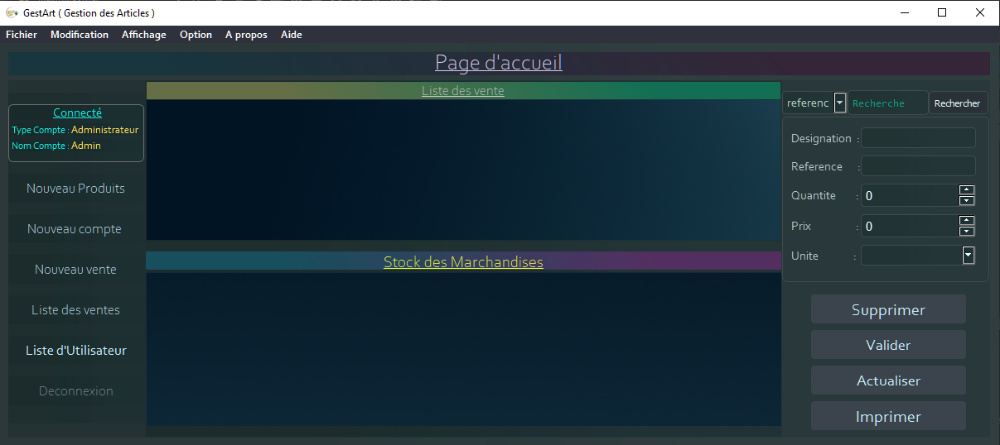 GestArt ( Gestion des Articles )
Fichier Modification Affichage Option A propos Aide
Page d'accueil
Connecté
Type Compte : Administrateur
Nom Compte : Admin
Nouveau Produits
Nouveau compte
Nouveau vente
Liste des ventes
Liste d'Utilisateur
Deconnexion
Liste des vente
Stock des Marchandises
referenc Recherche Rechercher
Designation :
Reference :
Quantite : 0
Prix : 0
Unite :
Supprimer
Valider
Actualiser
Imprimer